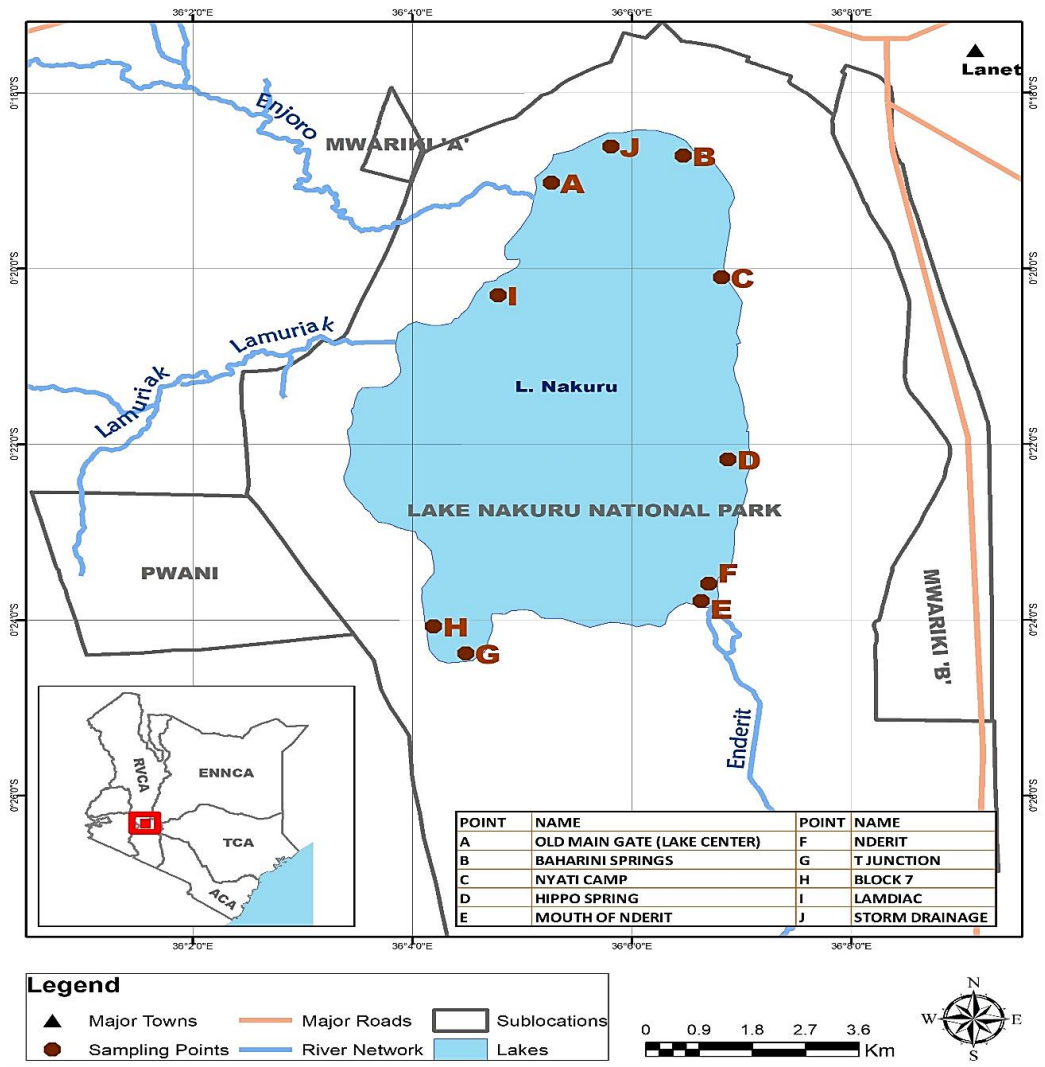 36°2'0"E 36°4'0"E 36°6'0"E 36°8'0"E
Lanet
0°18'0"S 0°18'0"S
Enjoro
MWARIKI 'A'
J
B
A
0°20'0"S 0°20'0"S
C
I
Lamuriak
L. Nakuru
Lamuriak
0°22'0"S 0°22'0"S
D
LAKE NAKURU NATIONAL PARK
PWANI
F
E
MWARIKI 'B'
0°24'0"S 0°24'0"S
H
G
Enderit
0°26'0"S 0°26'0"S
RVCA
ENNCA
TCA
ACA
POINT NAME POINT NAME
A OLD MAIN GATE (LAKE CENTER) F NDERIT
B BAHARINI SPRINGS G T JUNCTION
C NYATI CAMP H BLOCK 7
D HIPPO SPRING I LAMDIAC
E MOUTH OF NDERIT J STORM DRAINAGE
36°2'0"E 36°4'0"E 36°6'0"E 36°8'0"E
Legend
Major Towns Major Roads Sublocations
Sampling Points River Network Lakes
0 0.9 1.8 2.7 3.6
Km
N
W E
S